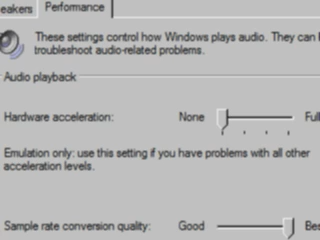 eakers
Performance
These settings control how Windows plays audio. They can
troubleshoot audio-related problems.
Audio playback
Hardware acceleration: None Full
Emulation only: use this setting if you have problems with all other
acceleration levels.
Sample rate conversion quality: Good Bes